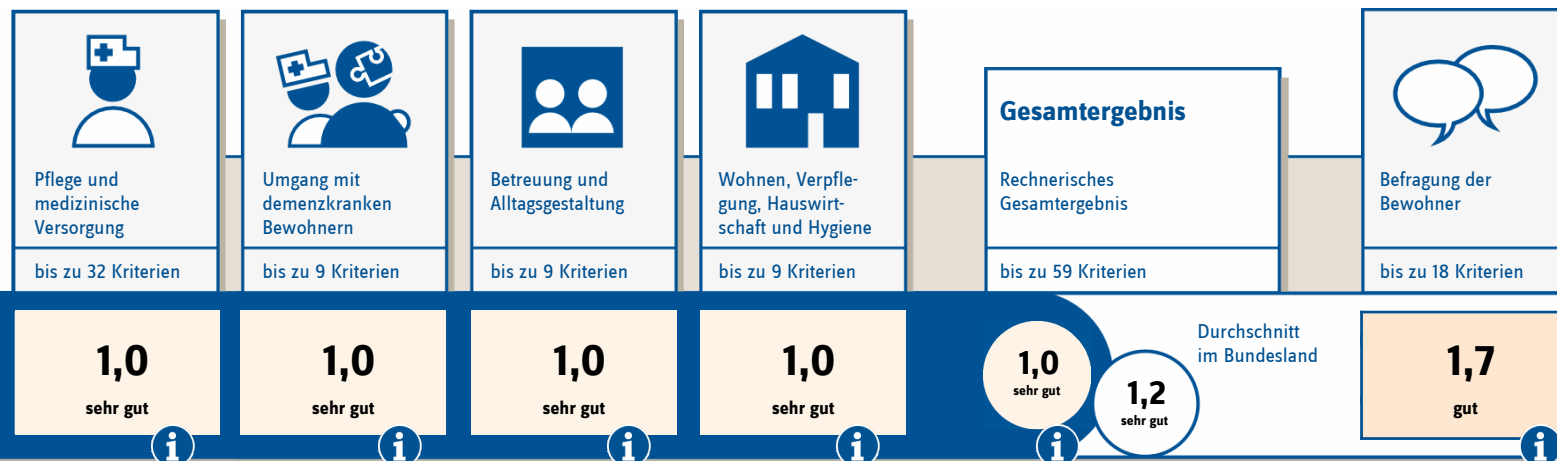 Pflege und
medizinische
Versorgung
bis zu 32 Kriterien
1,0
sehr gut
i
Umgang mit
demenzkranken
Bewohnern
bis zu 9 Kriterien
1,0
sehr gut
i
Betreuung und
Alltagsgestaltung
bis zu 9 Kriterien
1,0
sehr gut
i
Wohnen, Verpfle-
gung, Hauswirt-
schaft und Hygiene
bis zu 9 Kriterien
1,0
sehr gut
i
Gesamtergebnis
Rechnerisches
Gesamtergebnis
bis zu 59 Kriterien
1,0
sehr gut
i
1,2
sehr gut
Durchschnitt
im Bundesland
Befragung der
Bewohner
bis zu 18 Kriterien
1,7
gut
i